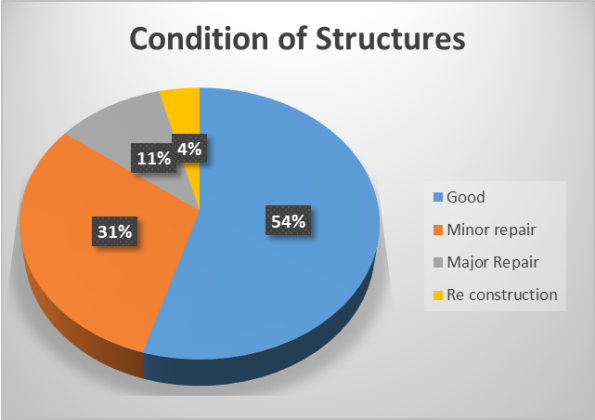 Condition of Structures
4%
11%
31%
54%
Good
Minor repair
Major Repair
Re construction